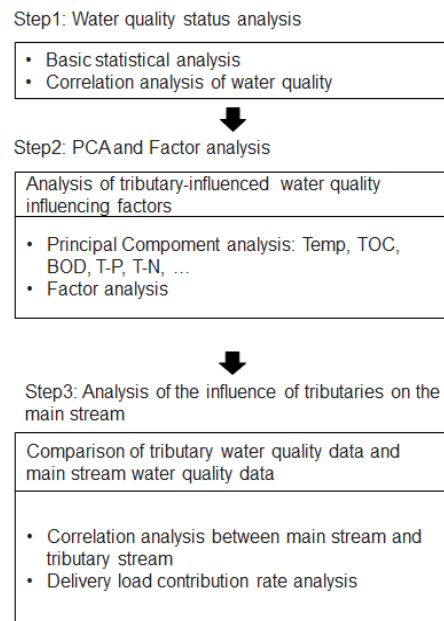 Step1: Water quality status analysis
• Basic statistical analysis
• Correlation analysis of water quality
Step2: PCA and Factor analysis
Analysis of tributary-influenced water quality
influencing factors
• Principal Compoment analysis: Temp, TOC,
BOD, T-P, T-N, ...
• Factor analysis
Step3: Analysis of the influence of tributaries on the
main stream
Comparison of tributary water quality data and
main stream water quality data
• Correlation analysis between main stream and
tributary stream
• Delivery load contribution rate analysis